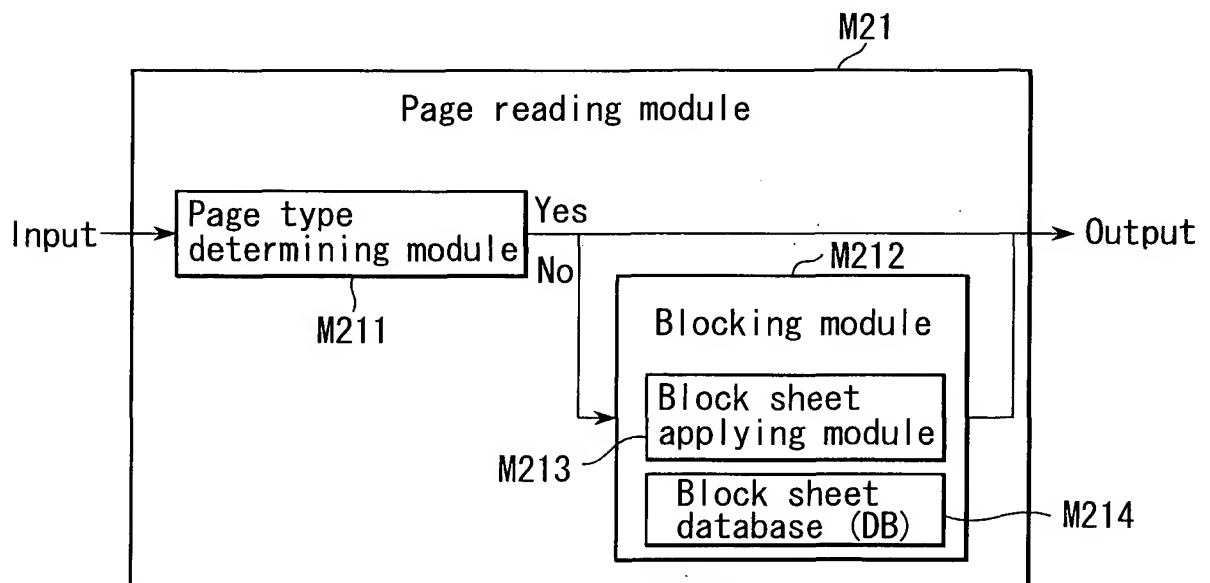 M21
Page reading module
Input
Page type
determining module
Yes
No
Output
M211
M212
Blocking module
Block sheet
applying module
M213
Block sheet
database (DB)
M214